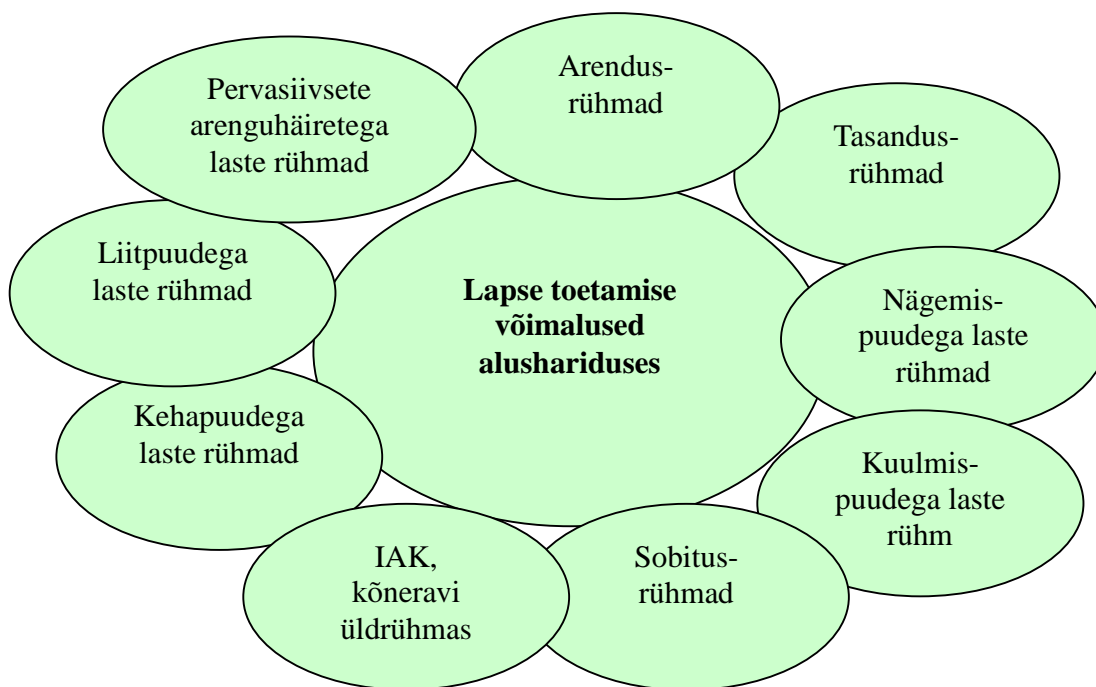 Arendus-
rühmad
Pervasiivsete
arenguhäiretega
laste rühmad
Tasandus-
rühmad
Liitpuudega
laste rühmad
Lapse toetamise
võimalused
alushariduses
Nägemis-
puudega laste
rühmad
Kehapuudega
laste rühmad
Kuulmis-
puudega laste
rühm
IAK,
kõneravi
üldrühmas
Sobitus-
rühmad